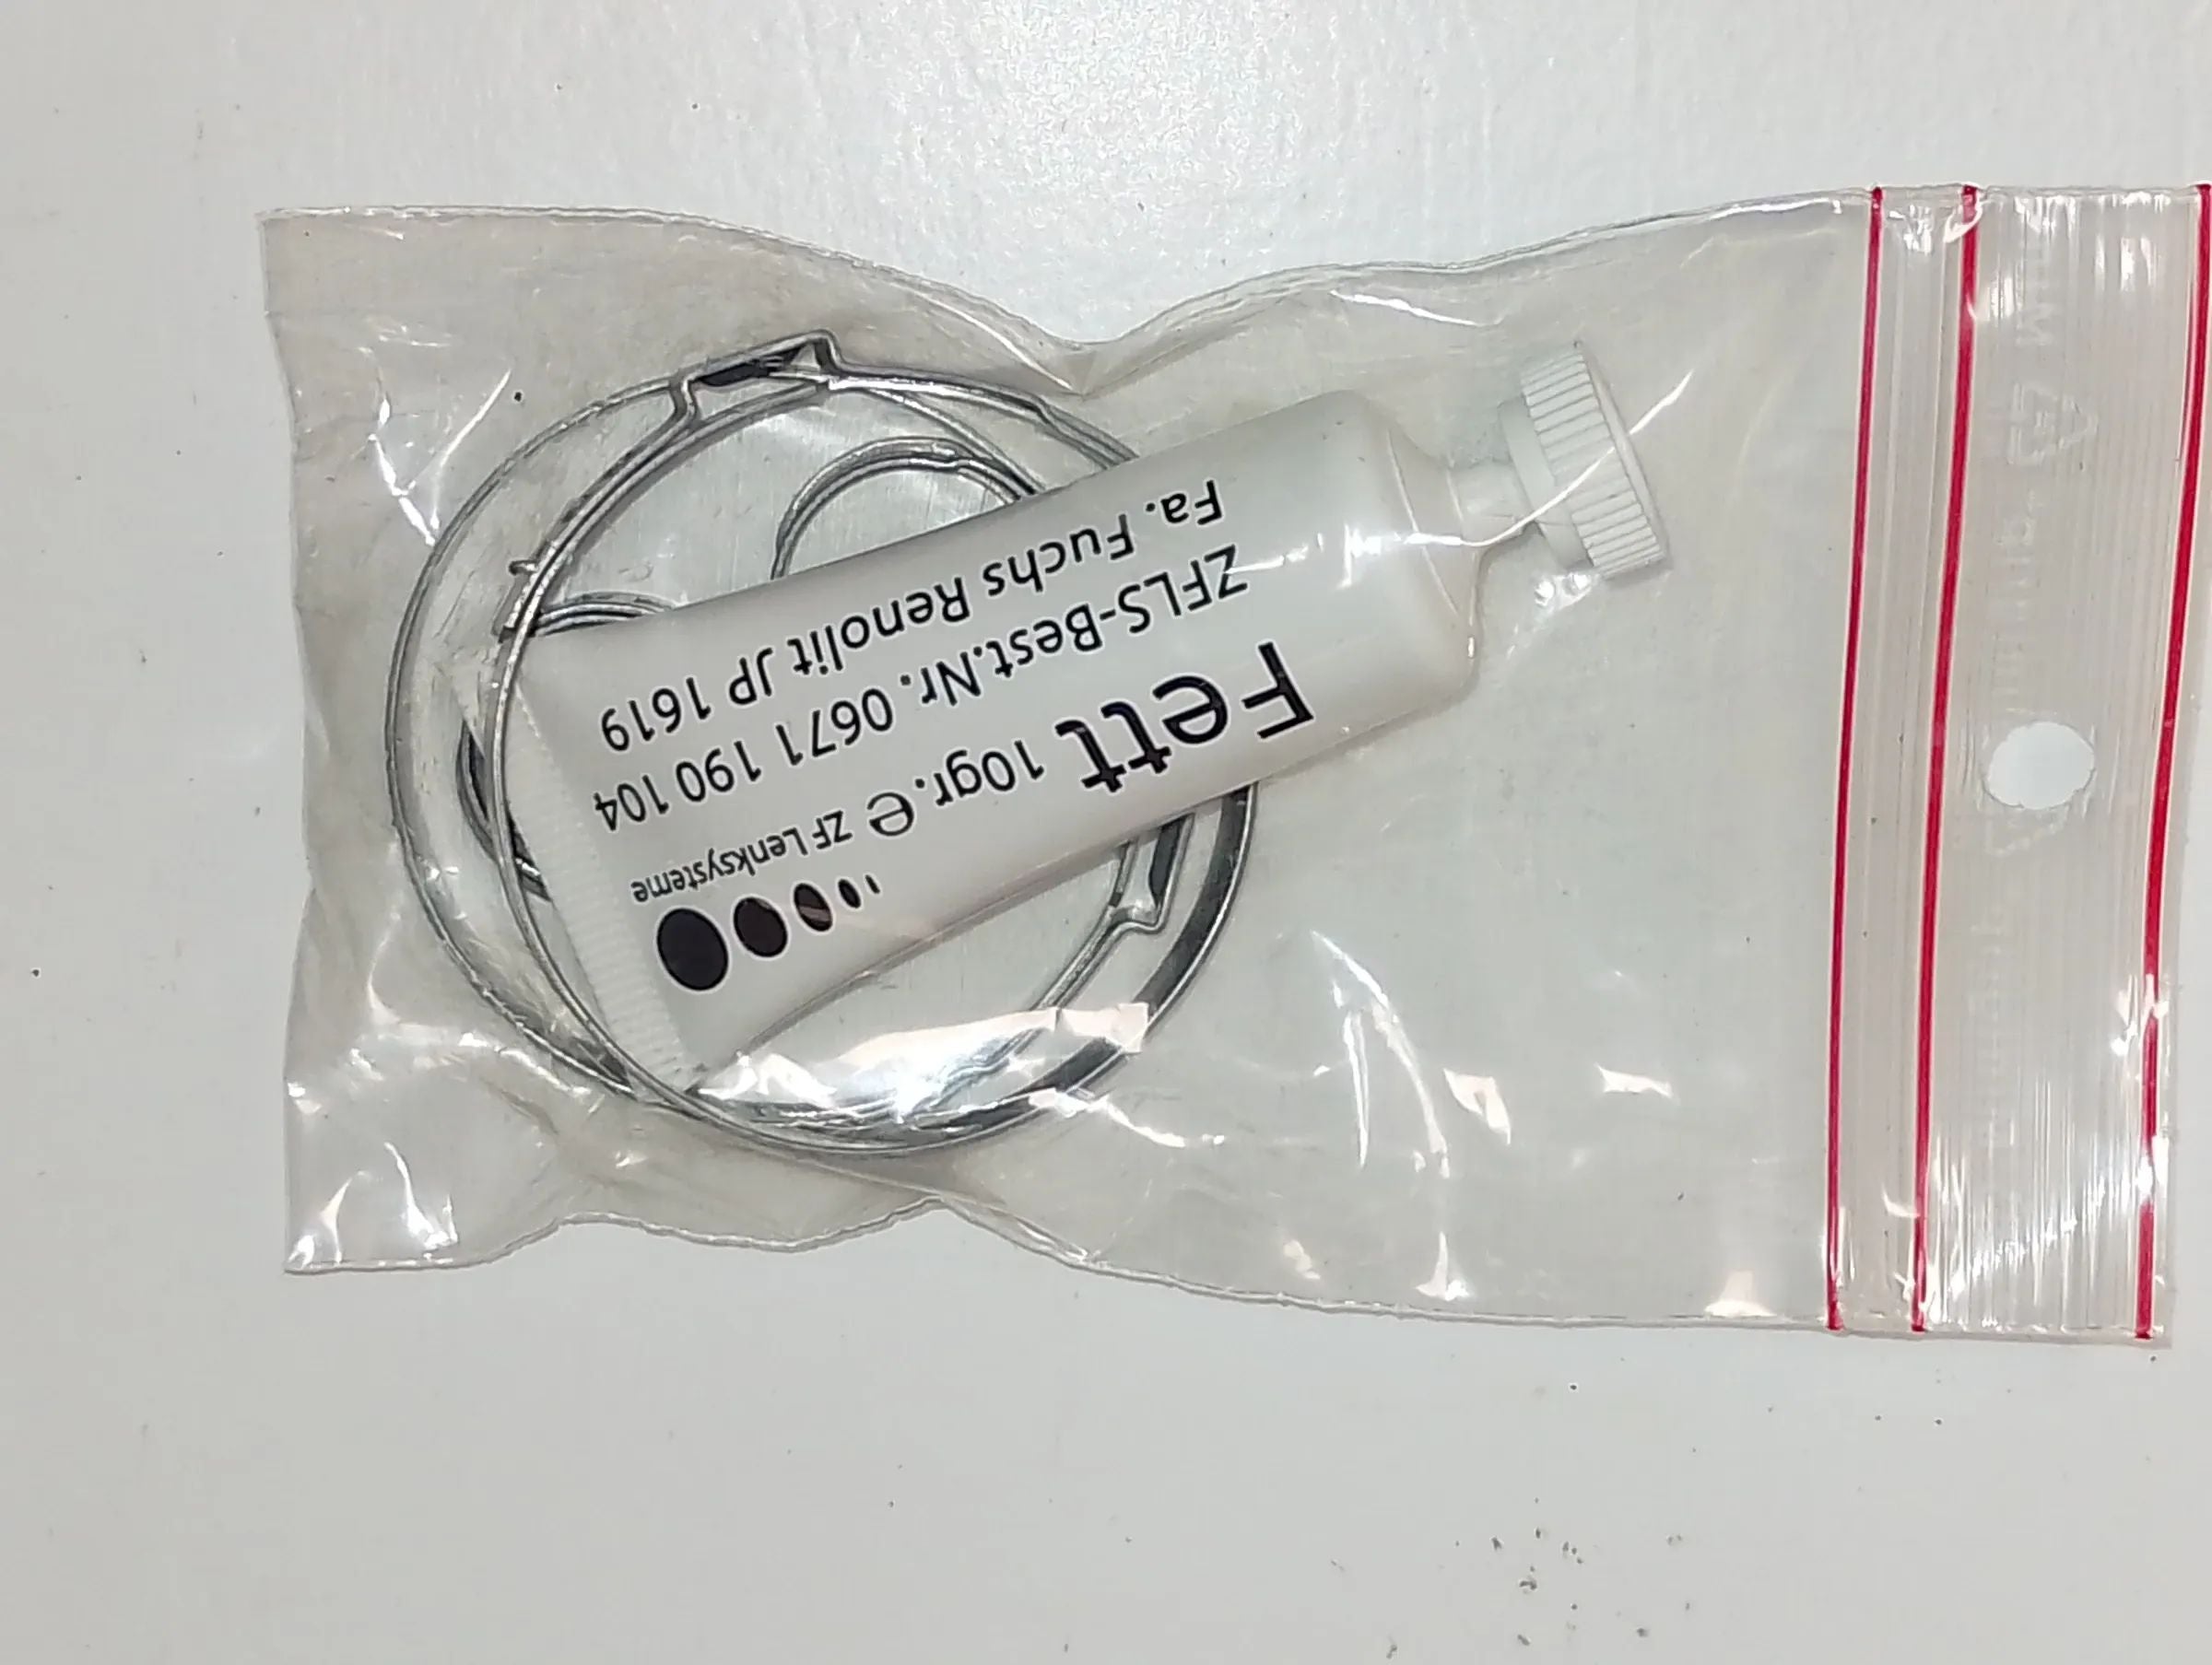 ZF Lenksysteme
Fett 10gr. ℮
ZFLS-Best.Nr. 0671 190 104
Fa. Fuchs Renolit JP 1619